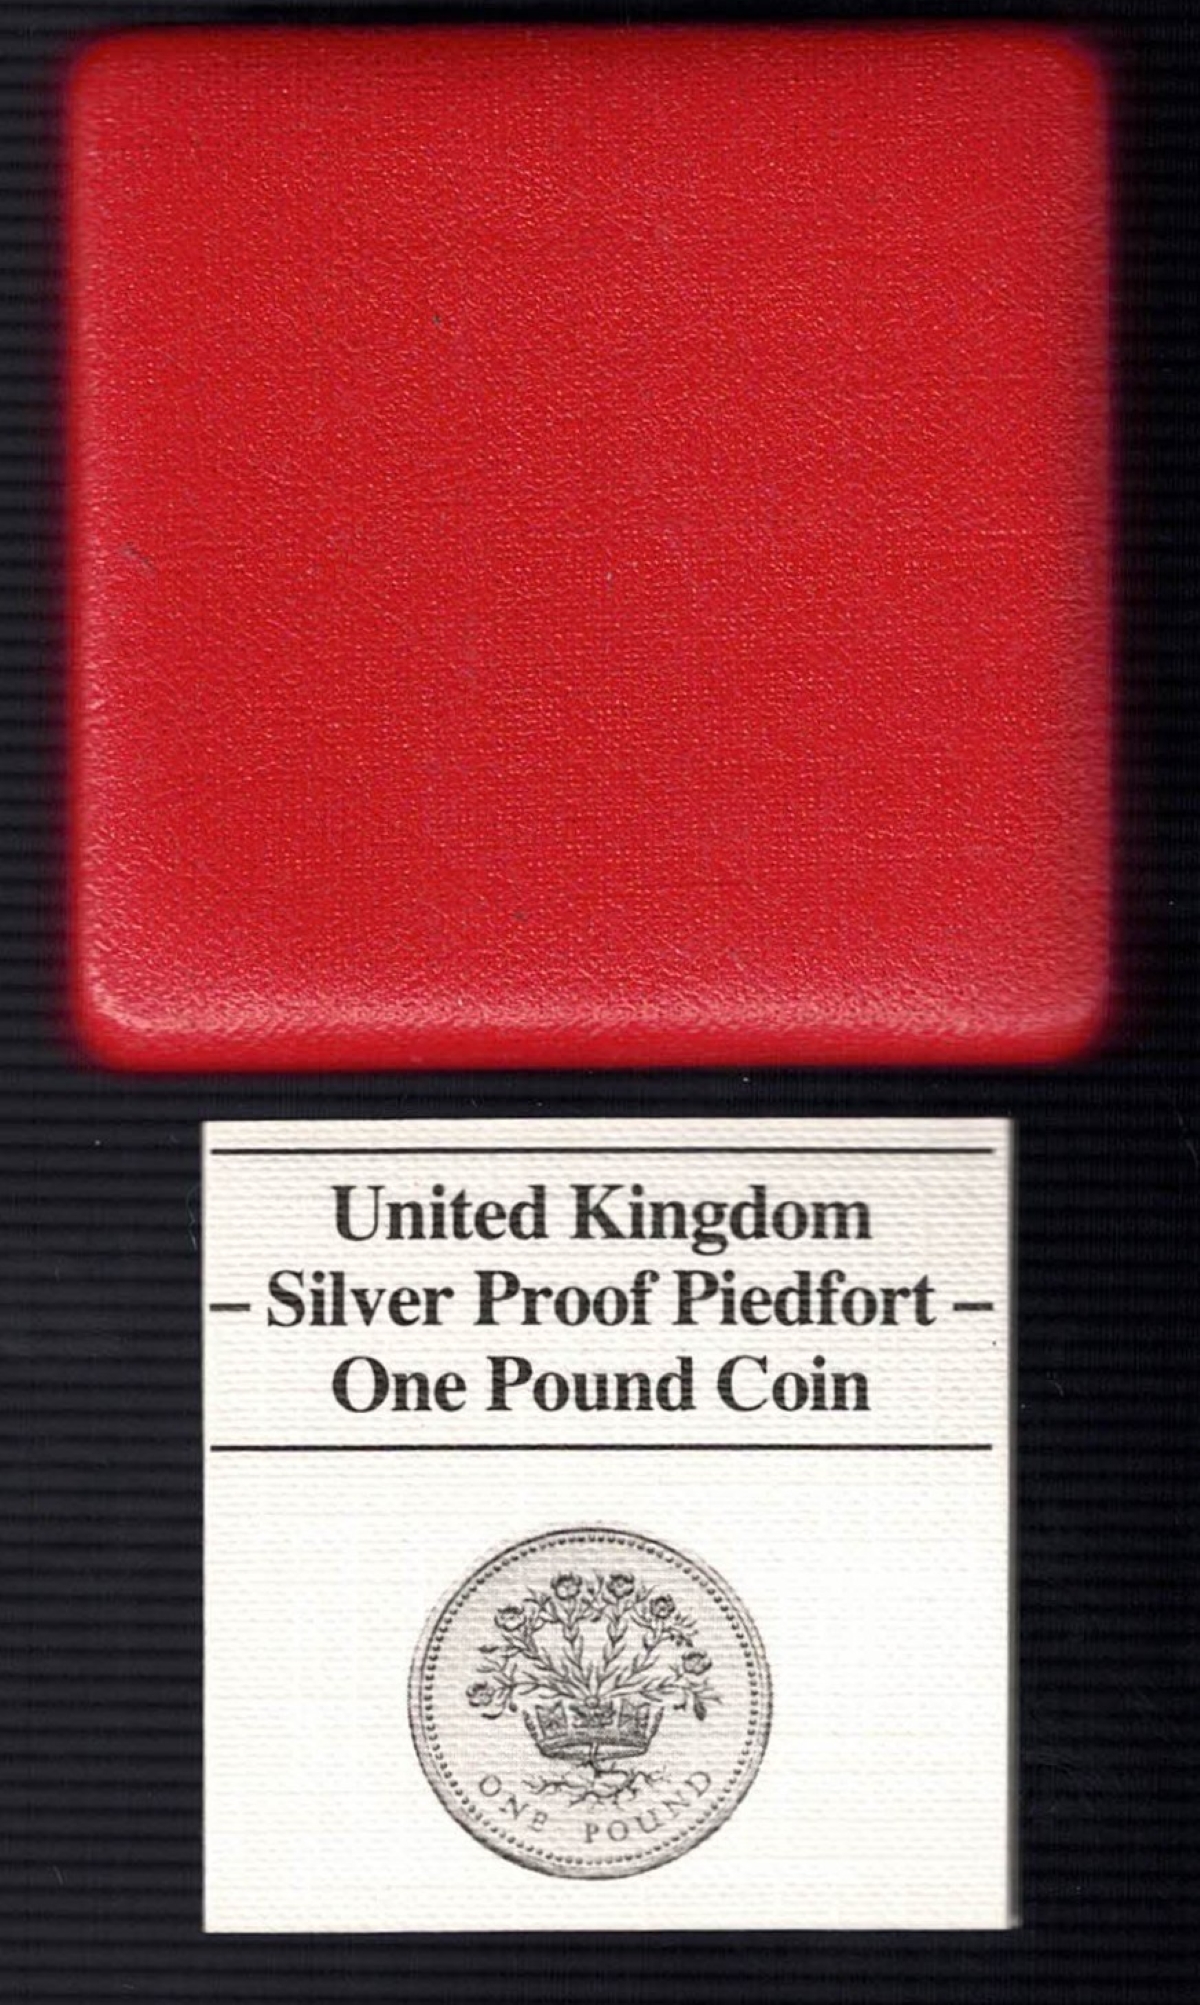 United Kingdom
– Silver Proof Piedfort –
One Pound Coin
ONE POUND